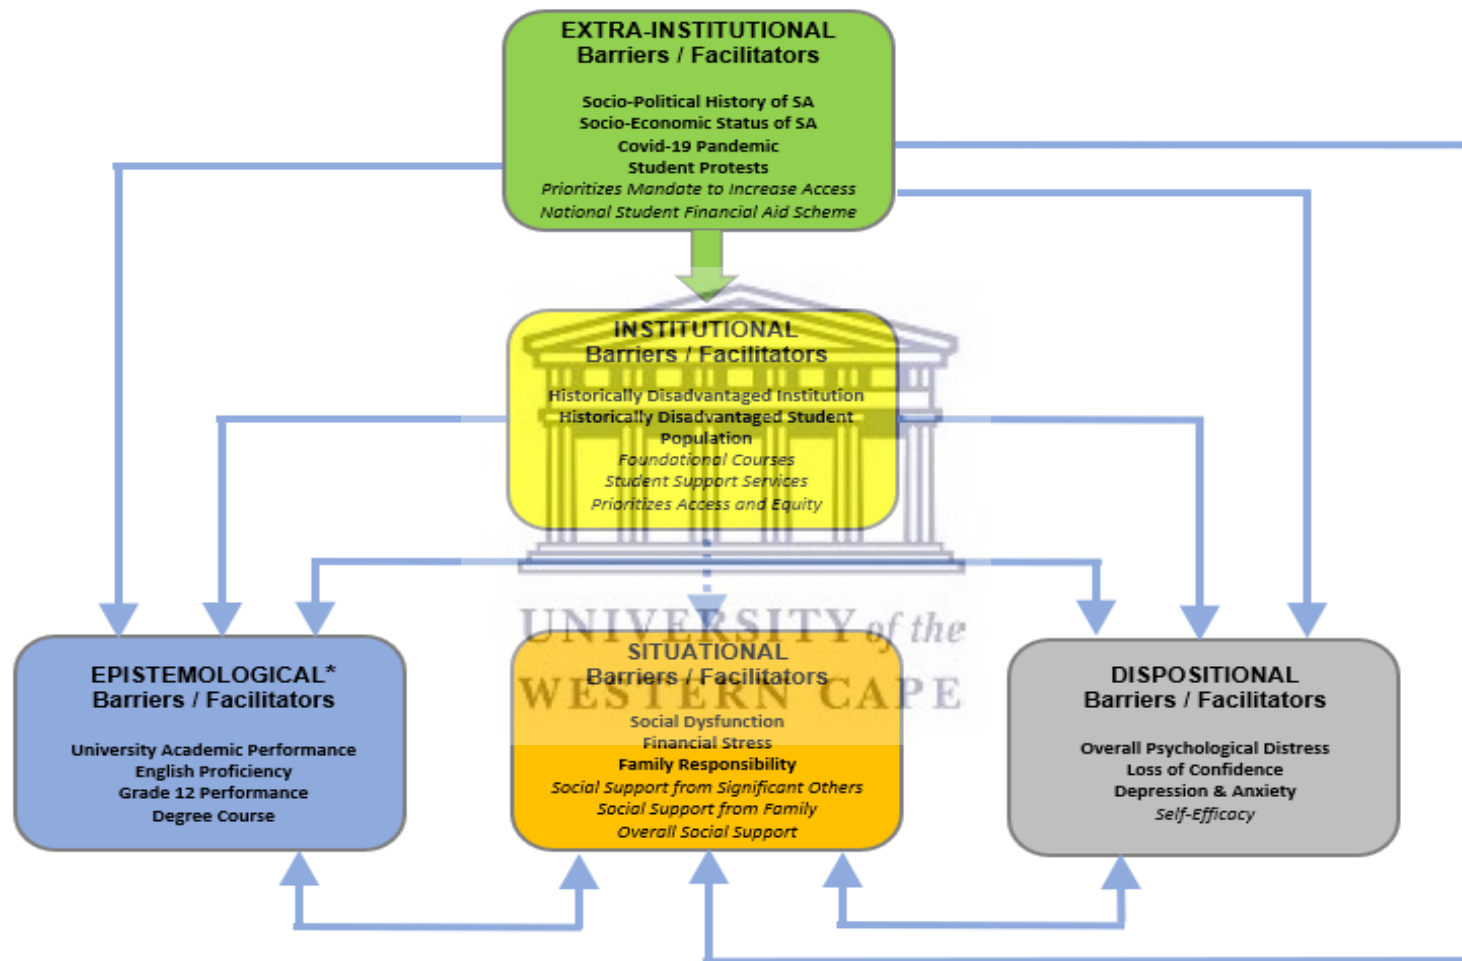 EXTRA-INSTITUTIONAL
Barriers / Facilitators
Socio-Political History of SA
Socio-Economic Status of SA
Covid-19 Pandemic
Student Protests
Prioritizes Mandate to Increase Access
National Student Financial Aid Scheme
INSTITUTIONAL
Barriers / Facilitators
Historically Disadvantaged Institution
Historically Disadvantaged Student
Population
Foundational Courses
Student Support Services
Prioritizes Access and Equity
UNIVERSITY of the
WESTERN CAPE
EPISTEMOLOGICAL*
Barriers / Facilitators
University Academic Performance
English Proficiency
Grade 12 Performance
Degree Course
SITUATIONAL
Barriers / Facilitators
Social Dysfunction
Financial Stress
Family Responsibility
Social Support from Significant Others
Social Support from Family
Overall Social Support
DISPOSITIONAL
Barriers / Facilitators
Overall Psychological Distress
Loss of Confidence
Depression & Anxiety
Self-Efficacy